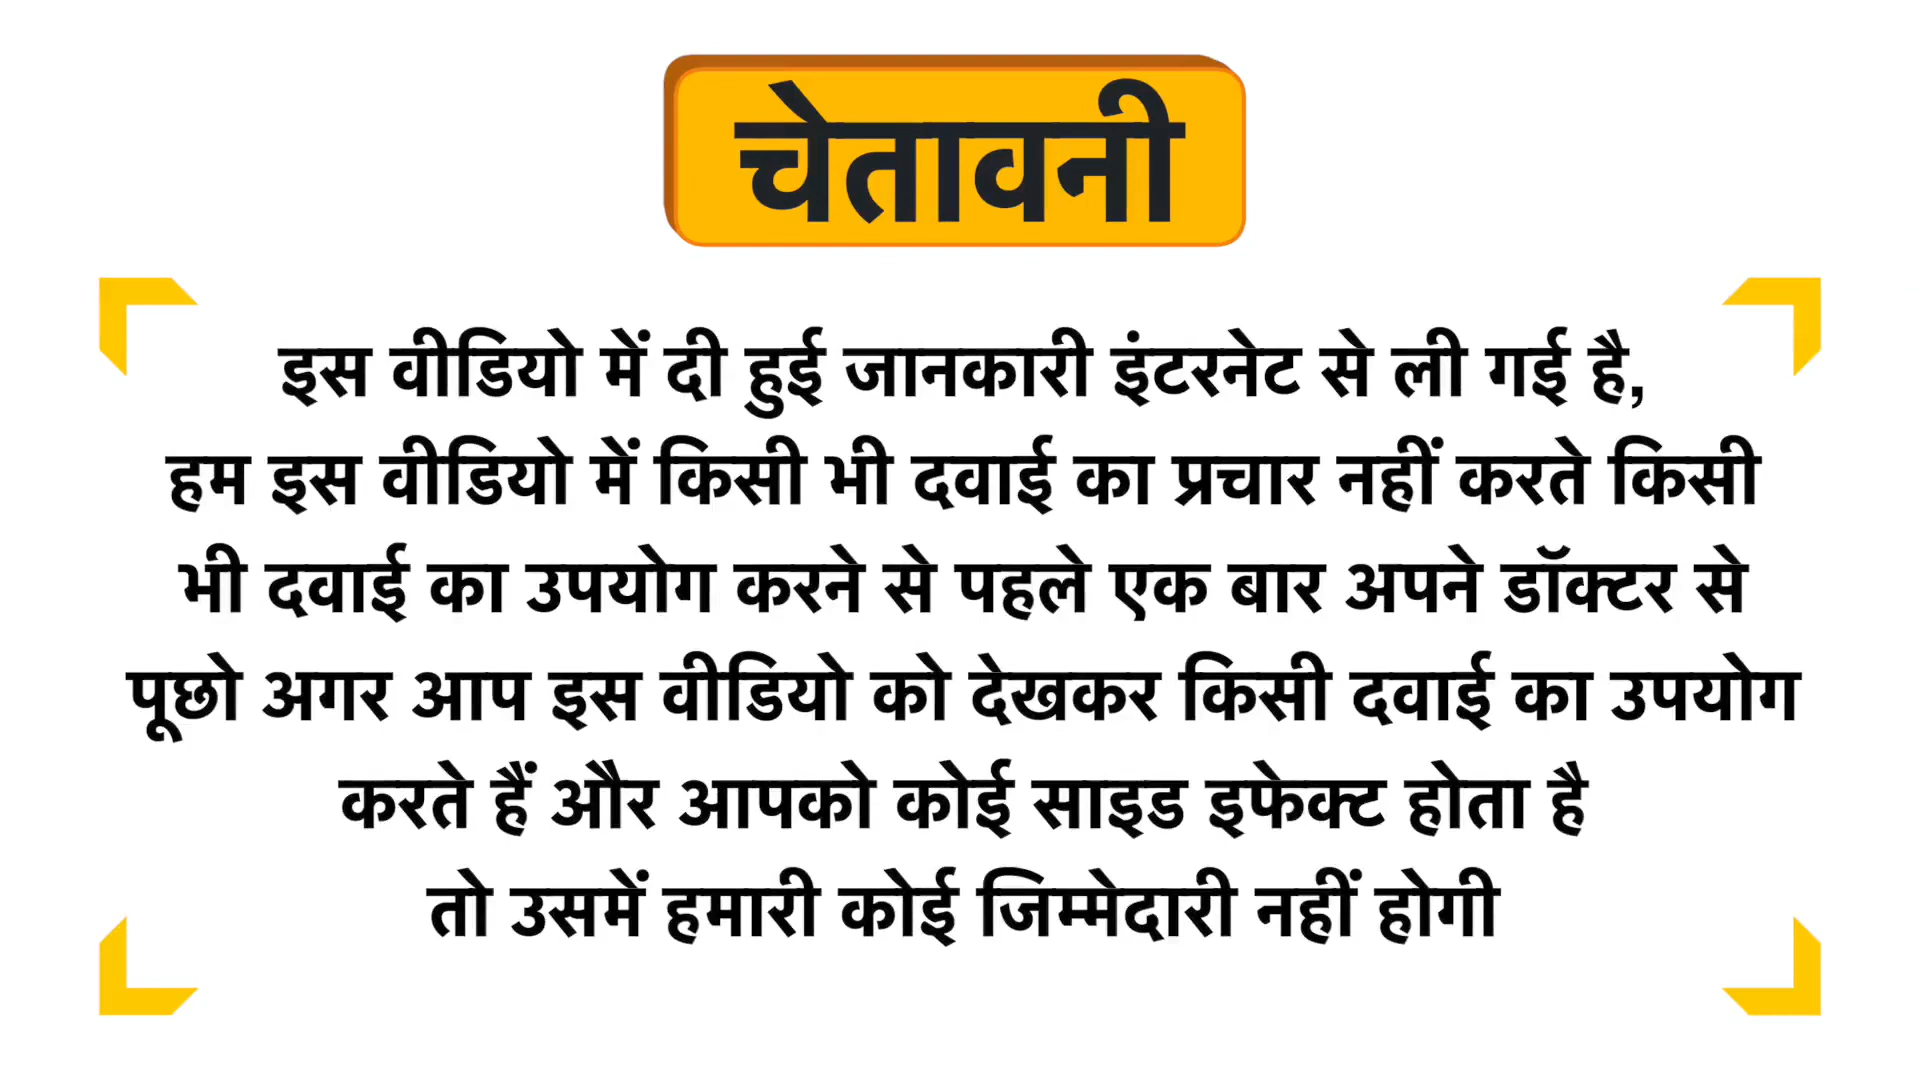 चेतावनी
इस वीडियो में दी हुई जानकारी इंटरनेट से ली गई है,
हम इस वीडियो में किसी भी दवाई का प्रचार नहीं करते किसी
भी दवाई का उपयोग करने से पहले एक बार अपने डॉक्टर से
पूछो अगर आप इस वीडियो को देखकर किसी दवाई का उपयोग
करते हैं और आपको कोई साइड इफेक्ट होता है
तो उसमें हमारी कोई जिम्मेदारी नहीं होगी